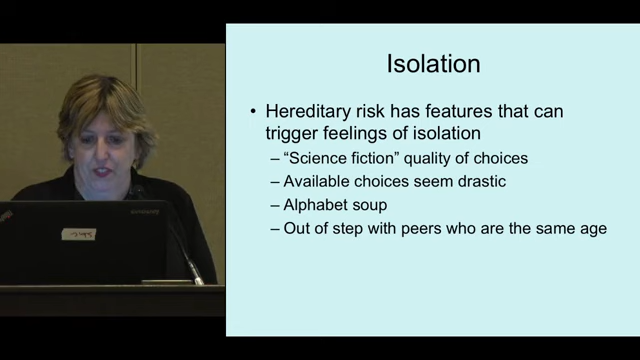 Isolation
• Hereditary risk has features that can
trigger feelings of isolation
– “Science fiction” quality of choices
– Available choices seem drastic
– Alphabet soup
– Out of step with peers who are the same age